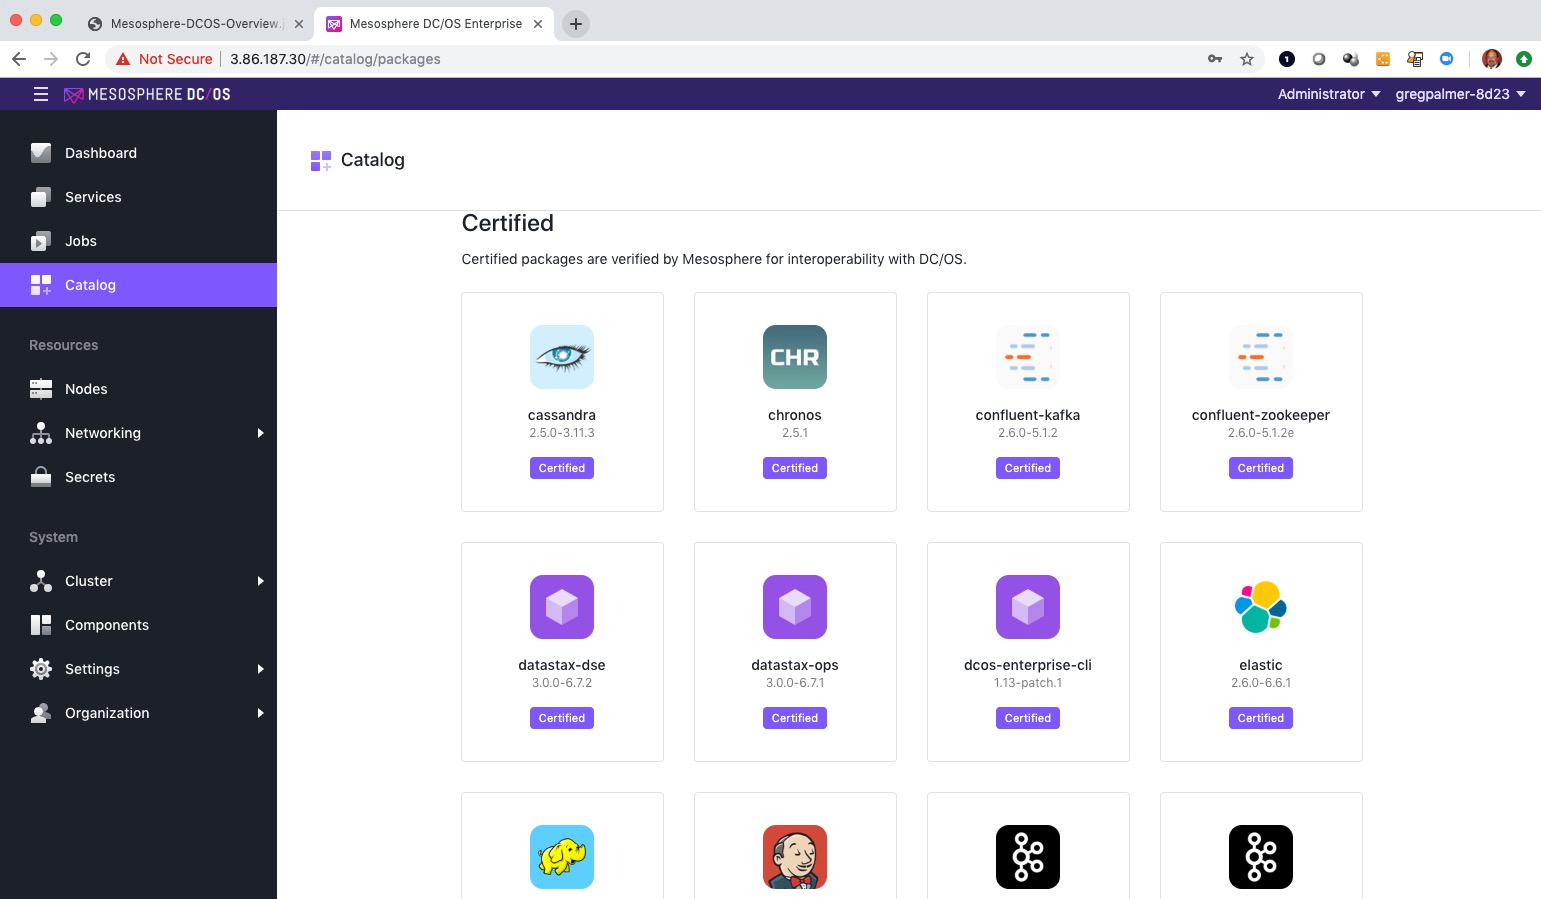 Mesosphere-DCOS-Overview.
Mesosphere DC/OS Enterprise
Not Secure
3.86.187.30/#/catalog/packages
MESOSPHERE DC/OS
Administrator
gregpalmer-8d23
Dashboard
Services
Jobs
Catalog
Resources
Nodes
Networking
Secrets
System
Cluster
Components
Settings
Organization
Catalog
Certified
Certified packages are verified by Mesosphere for interoperability with DC/OS.
CHR
cassandra
chronos
confluent-kafka
confluent-zookeeper
2.5.0-3.11.3
2.5.1
2.6.0-5.1.2
2.6.0-5.1.2e
Certified
Certified
Certified
Certified
datastax-dse
datastax-ops
dcos-enterprise-cli
elastic
3.0.0-6.7.2
3.0.0-6.7.1
1.13-patch.1
2.6.0-6.6.1
Certified
Certified
Certified
Certified